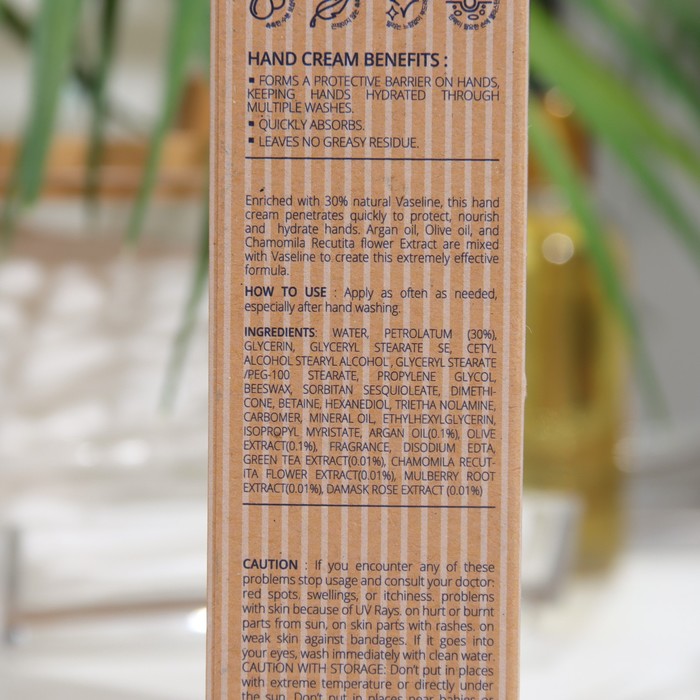 HAND CREAM BENEFITS :
▪ FORMS A PROTECTIVE BARRIER ON HANDS,
KEEPING HANDS HYDRATED THROUGH
MULTIPLE WASHES.
▪ QUICKLY ABSORBS.
▪ LEAVES NO GREASY RESIDUE.
Enriched with 30% natural Vaseline, this hand
cream penetrates quickly to protect, nourish
and hydrate hands. Argan oil, Olive oil, and
Chamomila Recutita flower Extract are mixed
with Vaseline to create this extremely effective
formula.
HOW TO USE : Apply as often as needed,
especially after hand washing.
INGREDIENTS: WATER, PETROLATUM (30%),
GLYCERIN, GLYCERYL STEARATE SE, CETYL
ALCOHOL STEARYL ALCOHOL, GLYCERYL STEARATE
/PEG-100 STEARATE, PROPYLENE GLYCOL,
BEESWAX, SORBITAN SESQUIOLEATE, DIMETHI-
CONE, BETAINE, HEXANEDIOL, TRIETHA NOLAMINE,
CARBOMER, MINERAL OIL, ETHYLHEXYLGLYCERIN,
ISOPROPYL MYRISTATE, ARGAN OIL(0.1%), OLIVE
EXTRACT(0.1%), FRAGRANCE, DISODIUM EDTA,
GREEN TEA EXTRACT(0.01%), CHAMOMILA RECUT-
ITA FLOWER EXTRACT(0.01%), MULBERRY ROOT
EXTRACT(0.01%), DAMASK ROSE EXTRACT (0.01%)
CAUTION : If you encounter any of these
problems stop usage and consult your doctor:
red spots. swellings, or itchiness. problems
with skin because of UV Rays. on hurt or burnt
parts from sun, on skin parts with rashes. on
weak skin against bandages. If it goes into
your eyes, wash immediately with clean water.
CAUTION WITH STORAGE: Don't put in places
with extreme temperature or directly under
the sun. Don't put in places near babies or